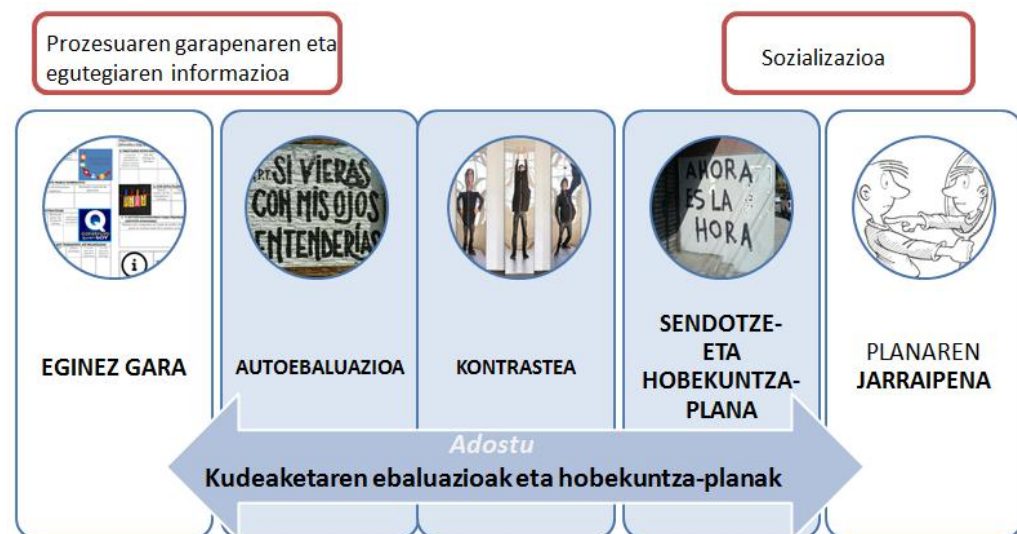 Prozesuaren garapenaren eta
egutegiaren informazioa
Sozializazioa
Q
SOY
i
SI VIERAS
CON MIS OJOS
ENTENDERÍAS
AHORA
ES LA
HORA
EGINEZ GARA
AUTOEBALUAZIOA
KONTRASTEA
SENDOTZE-
ETA
HOBEKUNTZA-
PLANA
PLANAREN
JARRAIPENA
Adostu
Kudeaketaren ebaluazioak eta hobekuntza-planak